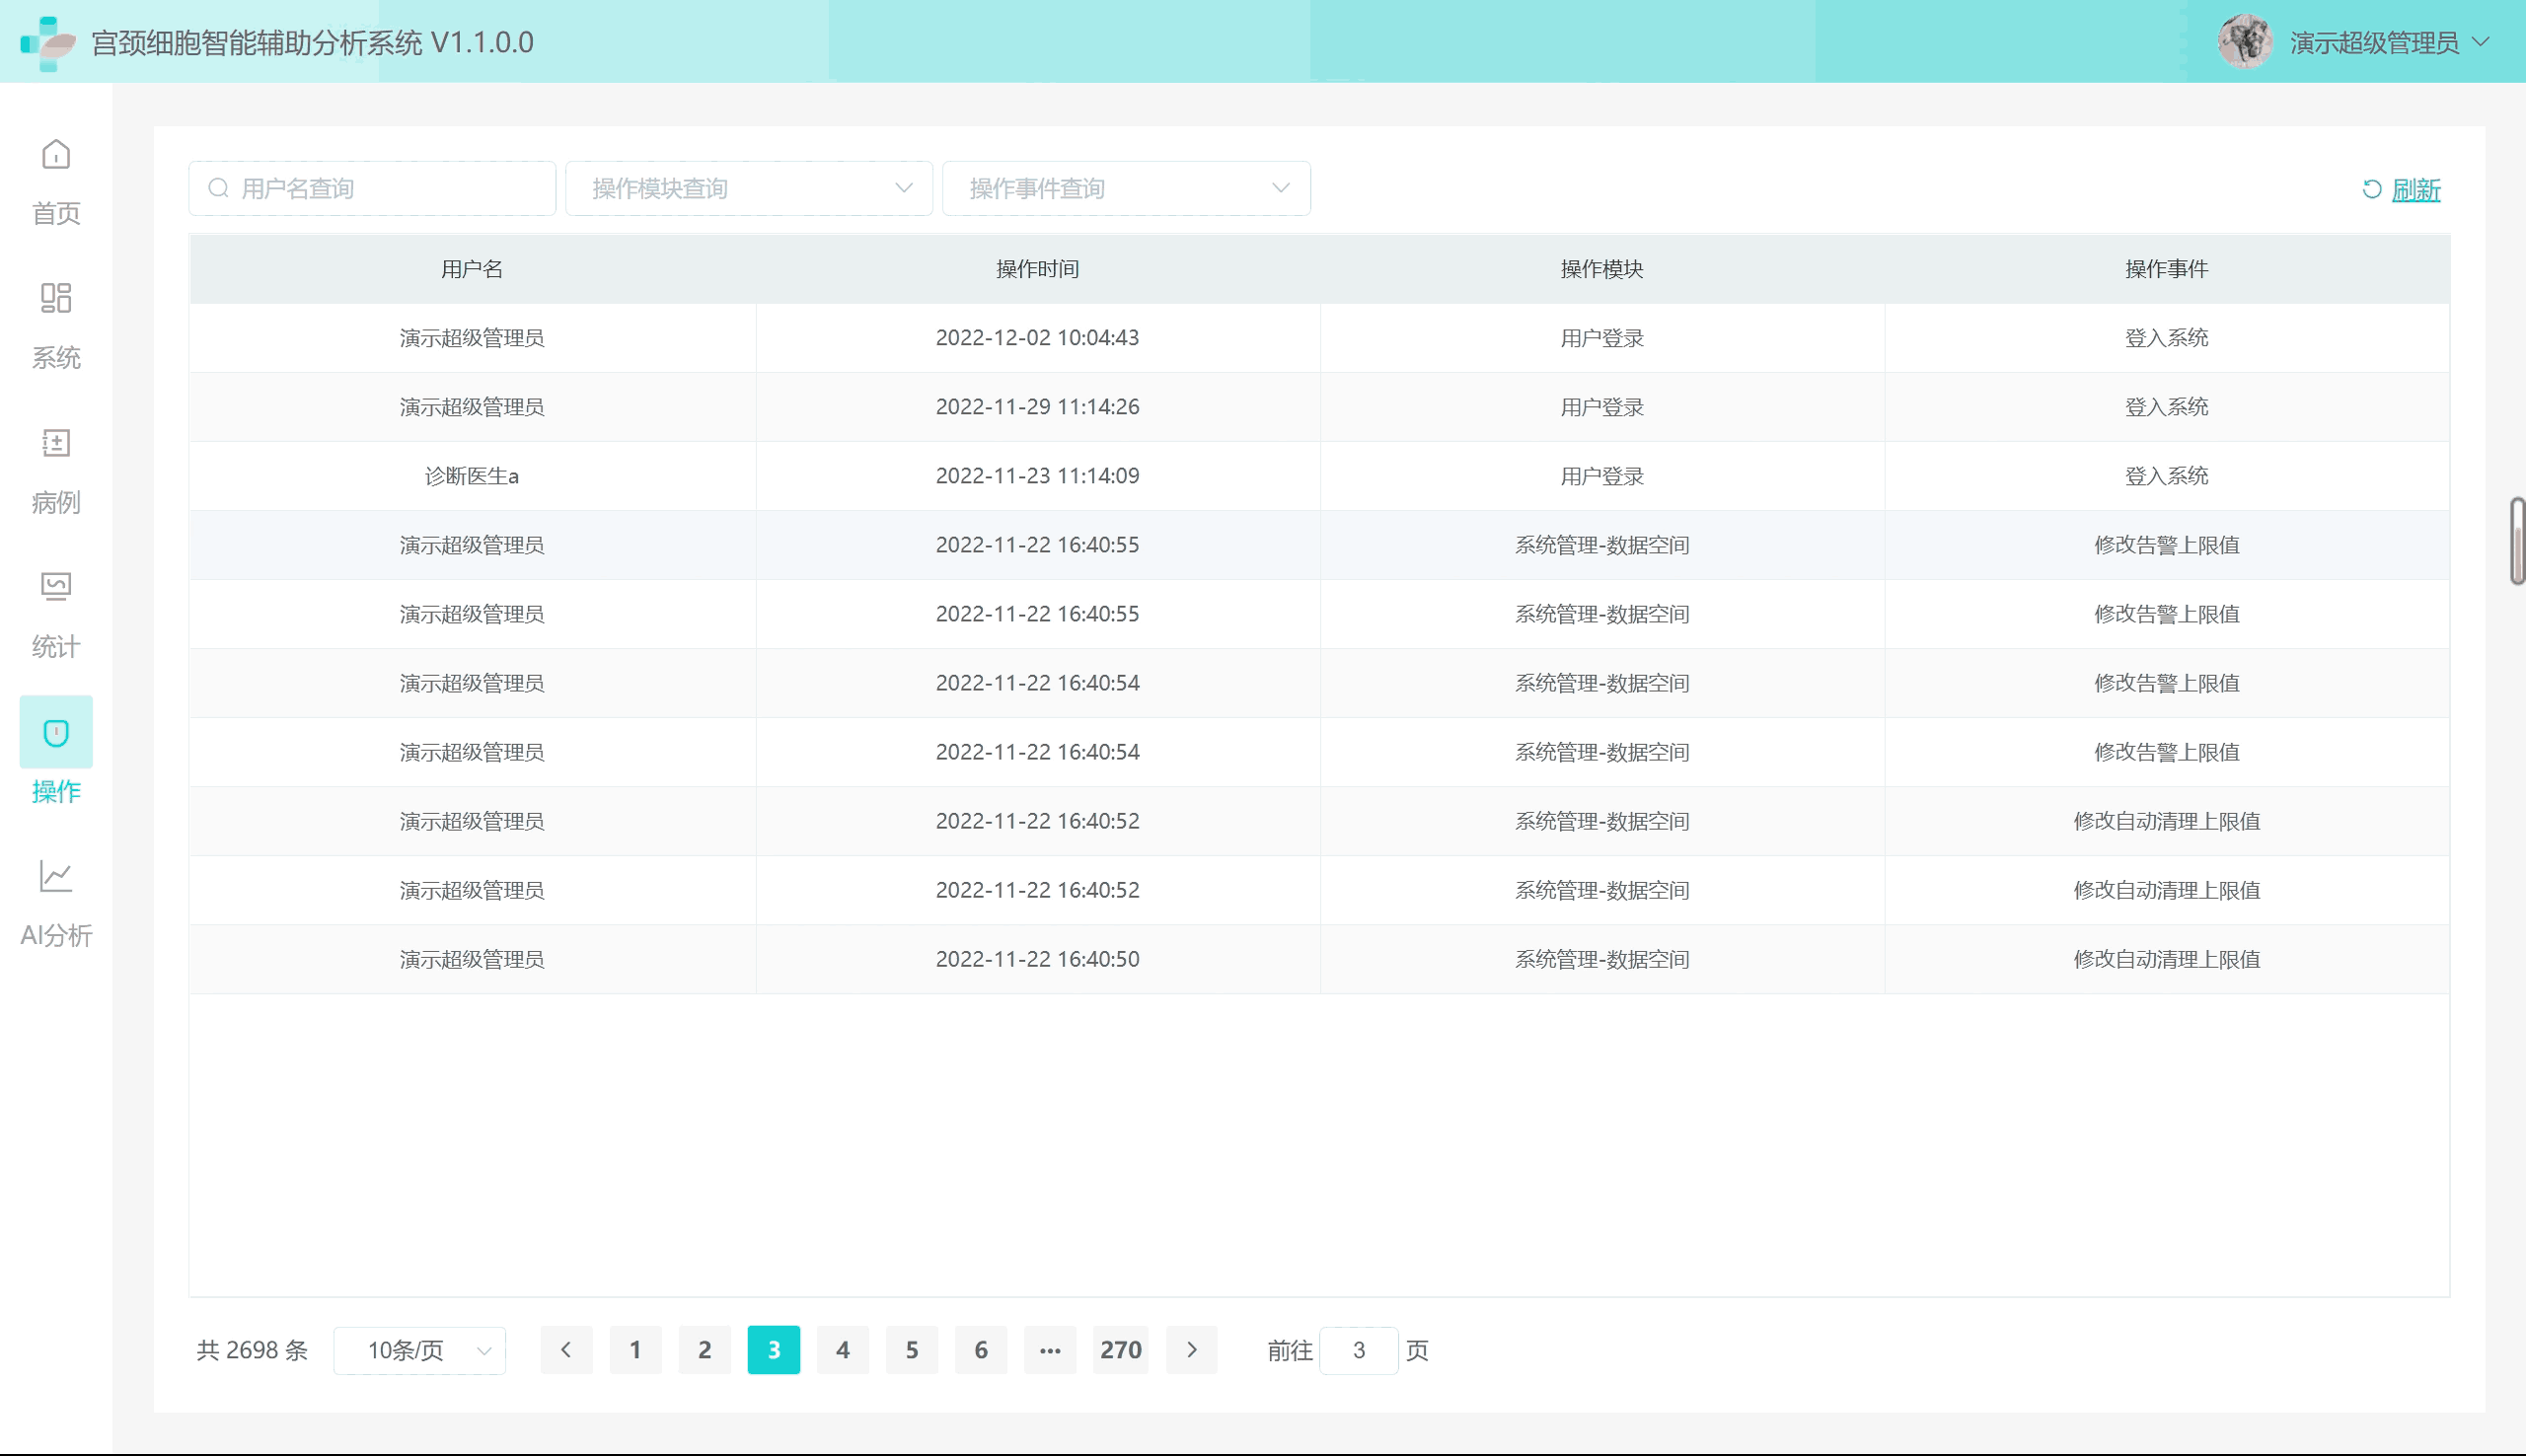 宫颈细胞智能辅助分析系统 V1.1.0.0
演示超级管理员
首页
系统
病例
统计
操作
AI分析
用户名查询 操作模块查询 操作事件查询 刷新
用户名 操作时间 操作模块 操作事件
演示超级管理员 2022-12-02 10:04:43 用户登录 登入系统
演示超级管理员 2022-11-29 11:14:26 用户登录 登入系统
诊断医生a 2022-11-23 11:14:09 用户登录 登入系统
演示超级管理员 2022-11-22 16:40:55 系统管理-数据空间 修改告警上限值
演示超级管理员 2022-11-22 16:40:55 系统管理-数据空间 修改告警上限值
演示超级管理员 2022-11-22 16:40:54 系统管理-数据空间 修改告警上限值
演示超级管理员 2022-11-22 16:40:54 系统管理-数据空间 修改告警上限值
演示超级管理员 2022-11-22 16:40:52 系统管理-数据空间 修改自动清理上限值
演示超级管理员 2022-11-22 16:40:52 系统管理-数据空间 修改自动清理上限值
演示超级管理员 2022-11-22 16:40:50 系统管理-数据空间 修改自动清理上限值
共 2698 条 10条/页 1 2 3 4 5 6 ••• 270 前往 3 页